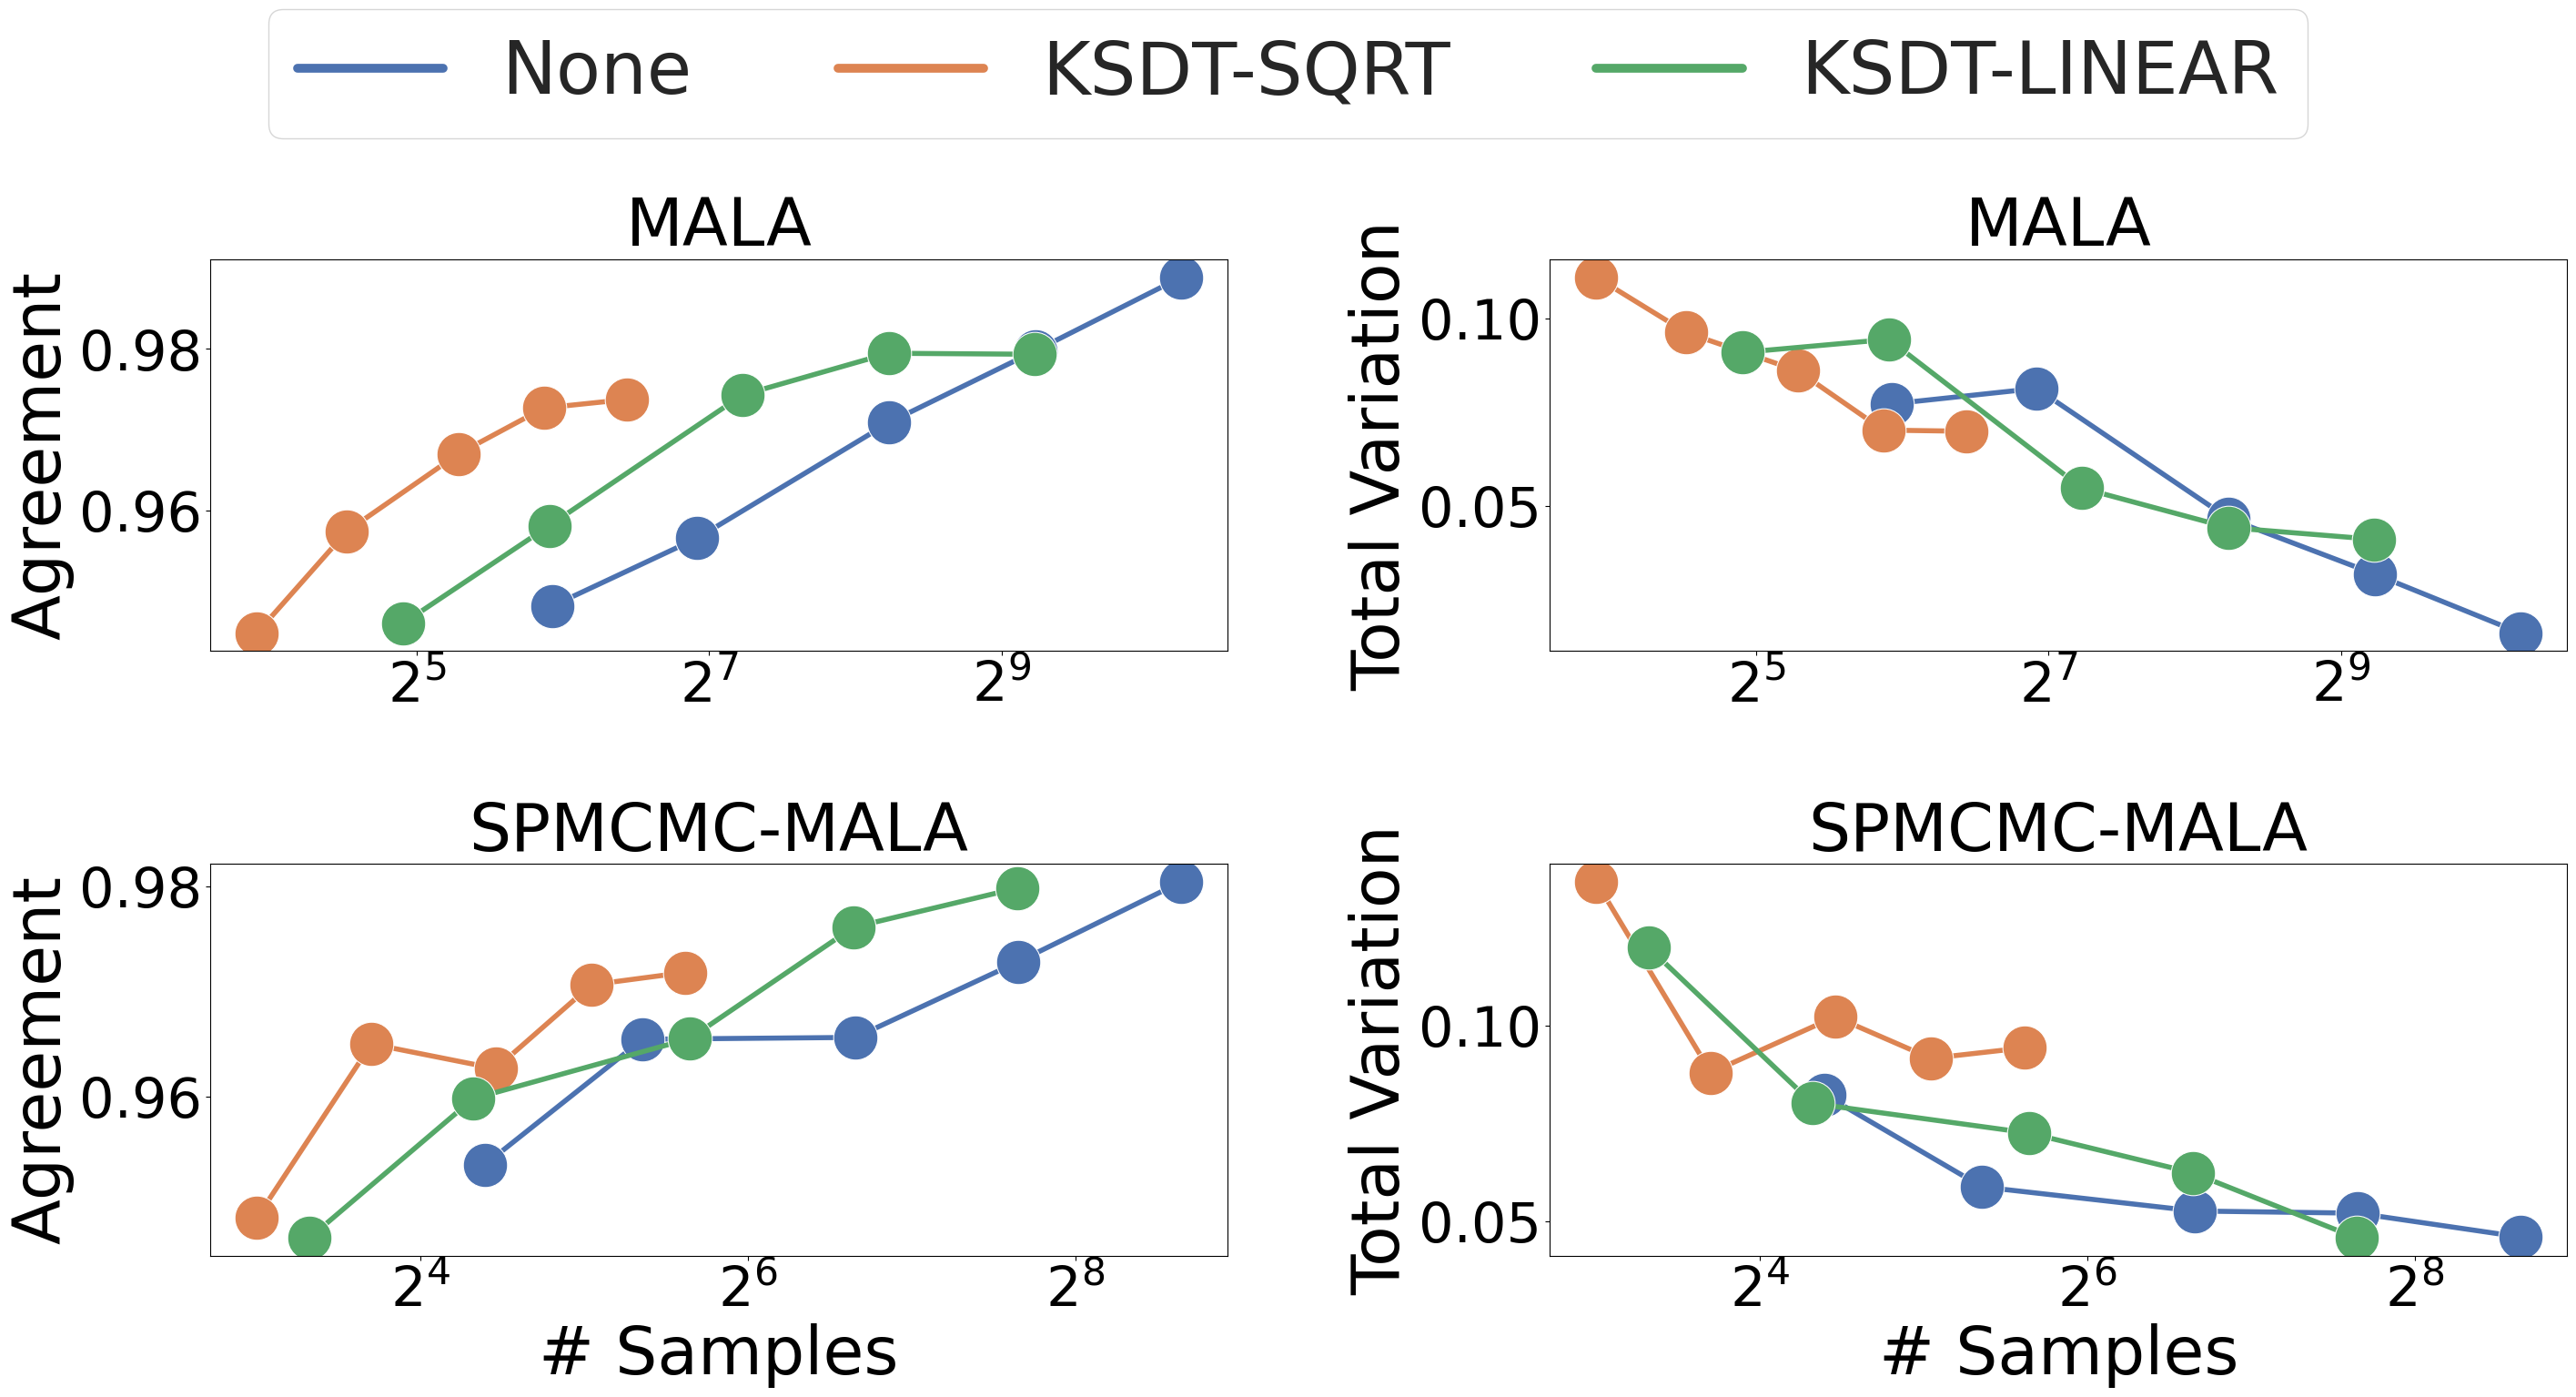 None KSDT-SQRT KSDT-LINEAR
MALA
Agreement
0.98
0.96
2^5 2^7 2^9
MALA
Total Variation
0.10
0.05
2^5 2^7 2^9
SPMCMC-MALA
Agreement
0.98
0.96
2^4 2^6 2^8
# Samples
SPMCMC-MALA
Total Variation
0.10
0.05
2^4 2^6 2^8
# Samples